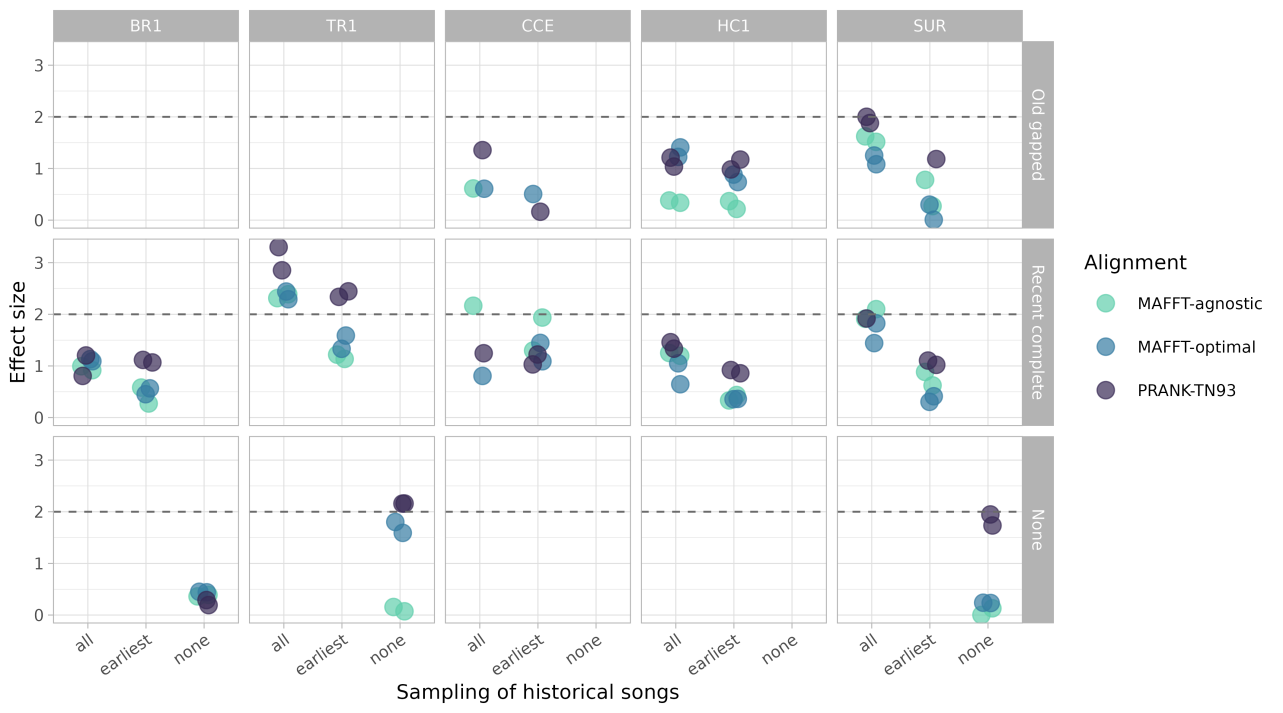 BR1 TR1 CCE HC1 SUR
3
2
1
0
Old gapped
3
2
1
0
Recent complete
3
2
1
0
None
Effect size
all earliest none all earliest none all earliest none all earliest none all earliest none
Sampling of historical songs
Alignment
MAFFT-agnostic
MAFFT-optimal
PRANK-TN93